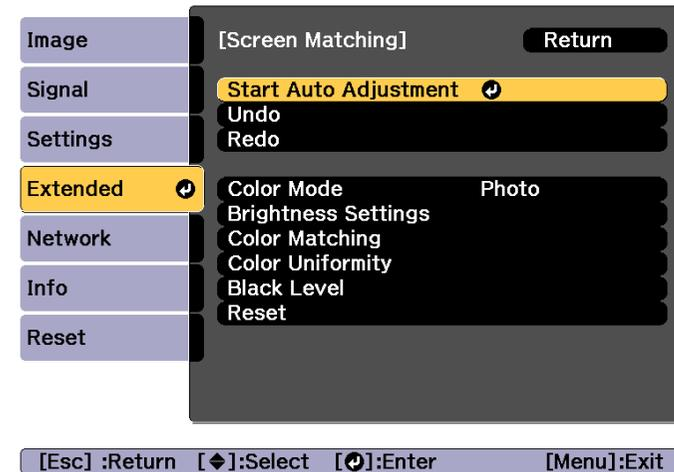 Image
Signal
Settings
Extended
Network
Info
Reset
[Screen Matching] Return
Start Auto Adjustment
Undo
Redo
Color Mode Photo
Brightness Settings
Color Matching
Color Uniformity
Black Level
Reset
[Esc] :Return [◆]:Select [↵]:Enter [Menu]:Exit